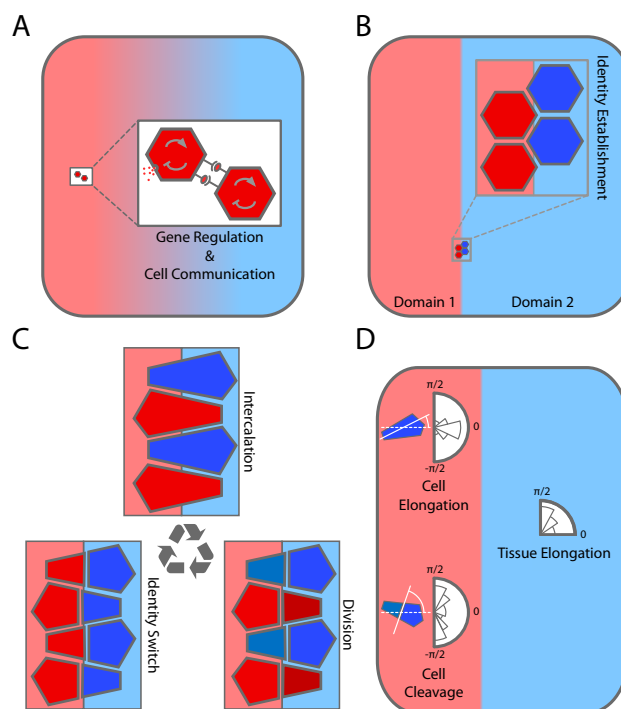 A
Gene Regulation
&
Cell Communication
B
Identity Establishment
Domain 1
Domain 2
C
Intercalation
Identity Switch
Division
D
π/2
0
-π/2
Cell
Elongation
π/2
0
Tissue Elongation
π/2
0
-π/2
Cell
Cleavage